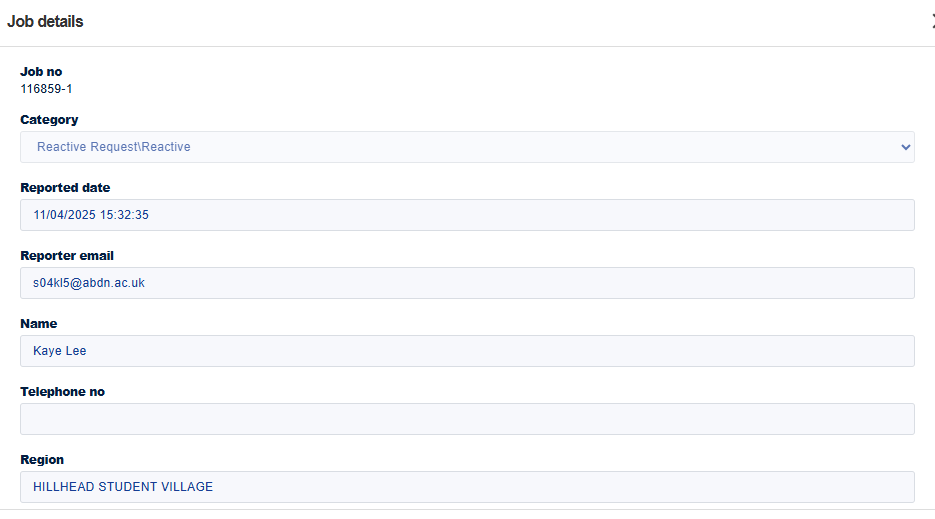 Job details
Job no
116859-1
Category
Reactive Request\Reactive
Reported date
11/04/2025 15:32:35
Reporter email
s04kl5@abdn.ac.uk
Name
Kaye Lee
Telephone no
Region
HILLHEAD STUDENT VILLAGE